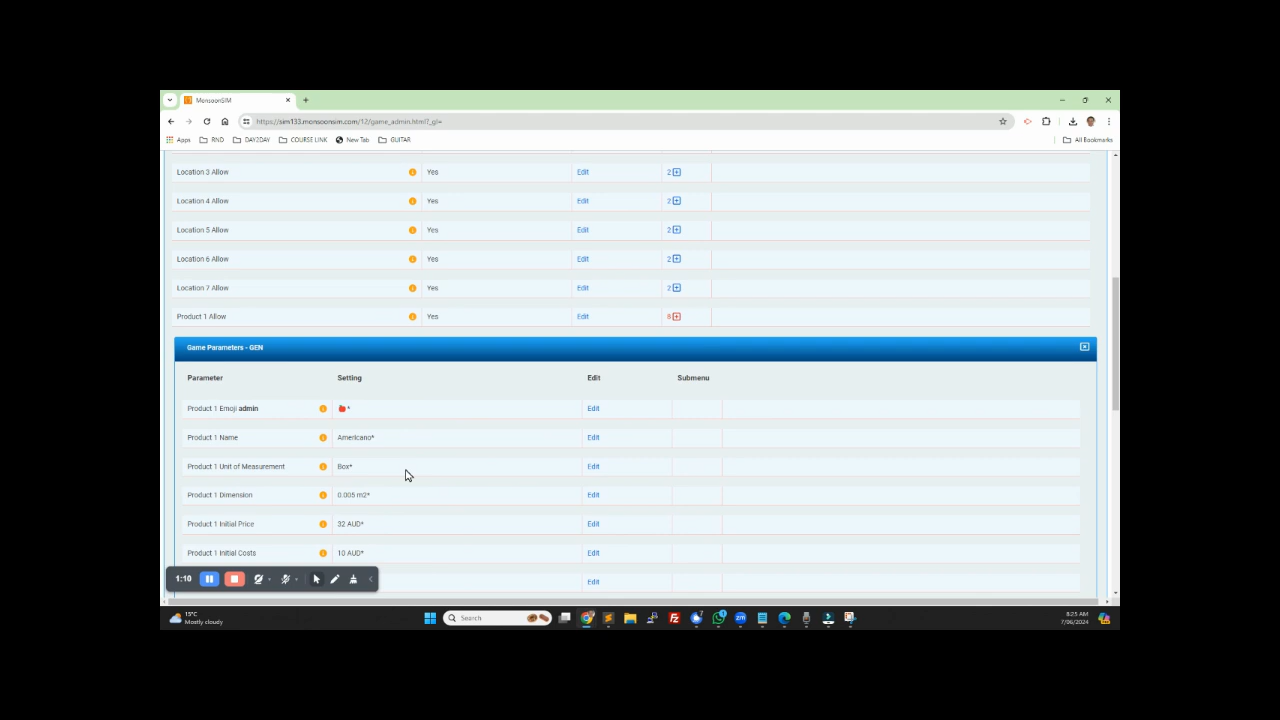 MonsoonSIM
https://sim133.monsoonsim.com/12/game_admin.html?_gl=
Apps RND DAY2DAY COURSE LINK New Tab GUITAR All Bookmarks
Location 3 Allow Yes Edit 2
Location 4 Allow Yes Edit 2
Location 5 Allow Yes Edit 2
Location 6 Allow Yes Edit 2
Location 7 Allow Yes Edit 2
Product 1 Allow Yes Edit 8
Game Parameters - GEN
Parameter Setting Edit Submenu
Product 1 Emoji admin * Edit
Product 1 Name Americano* Edit
Product 1 Unit of Measurement Box* Edit
Product 1 Dimension 0.005 m2* Edit
Product 1 Initial Price 32 AUD* Edit
Product 1 Initial Costs 10 AUD* Edit
1:10 Edit
15°C
Mostly cloudy
Search
8:25 AM
7/06/2024